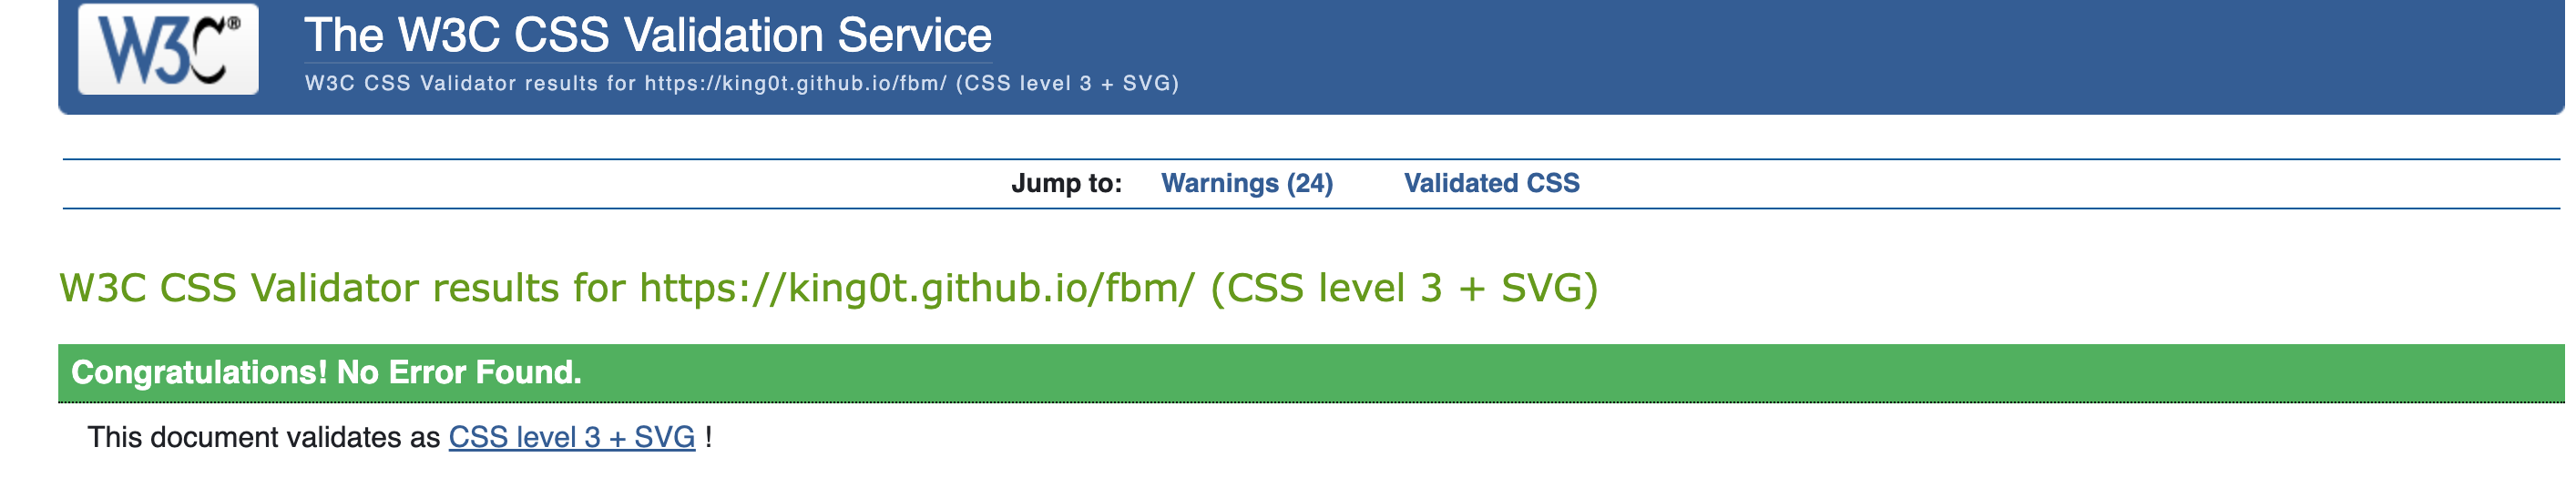 W3C®
The W3C CSS Validation Service
W3C CSS Validator results for https://king0t.github.io/fbm/ (CSS level 3 + SVG)
Jump to: Warnings (24) Validated CSS
W3C CSS Validator results for https://king0t.github.io/fbm/ (CSS level 3 + SVG)
Congratulations! No Error Found.
This document validates as CSS level 3 + SVG !